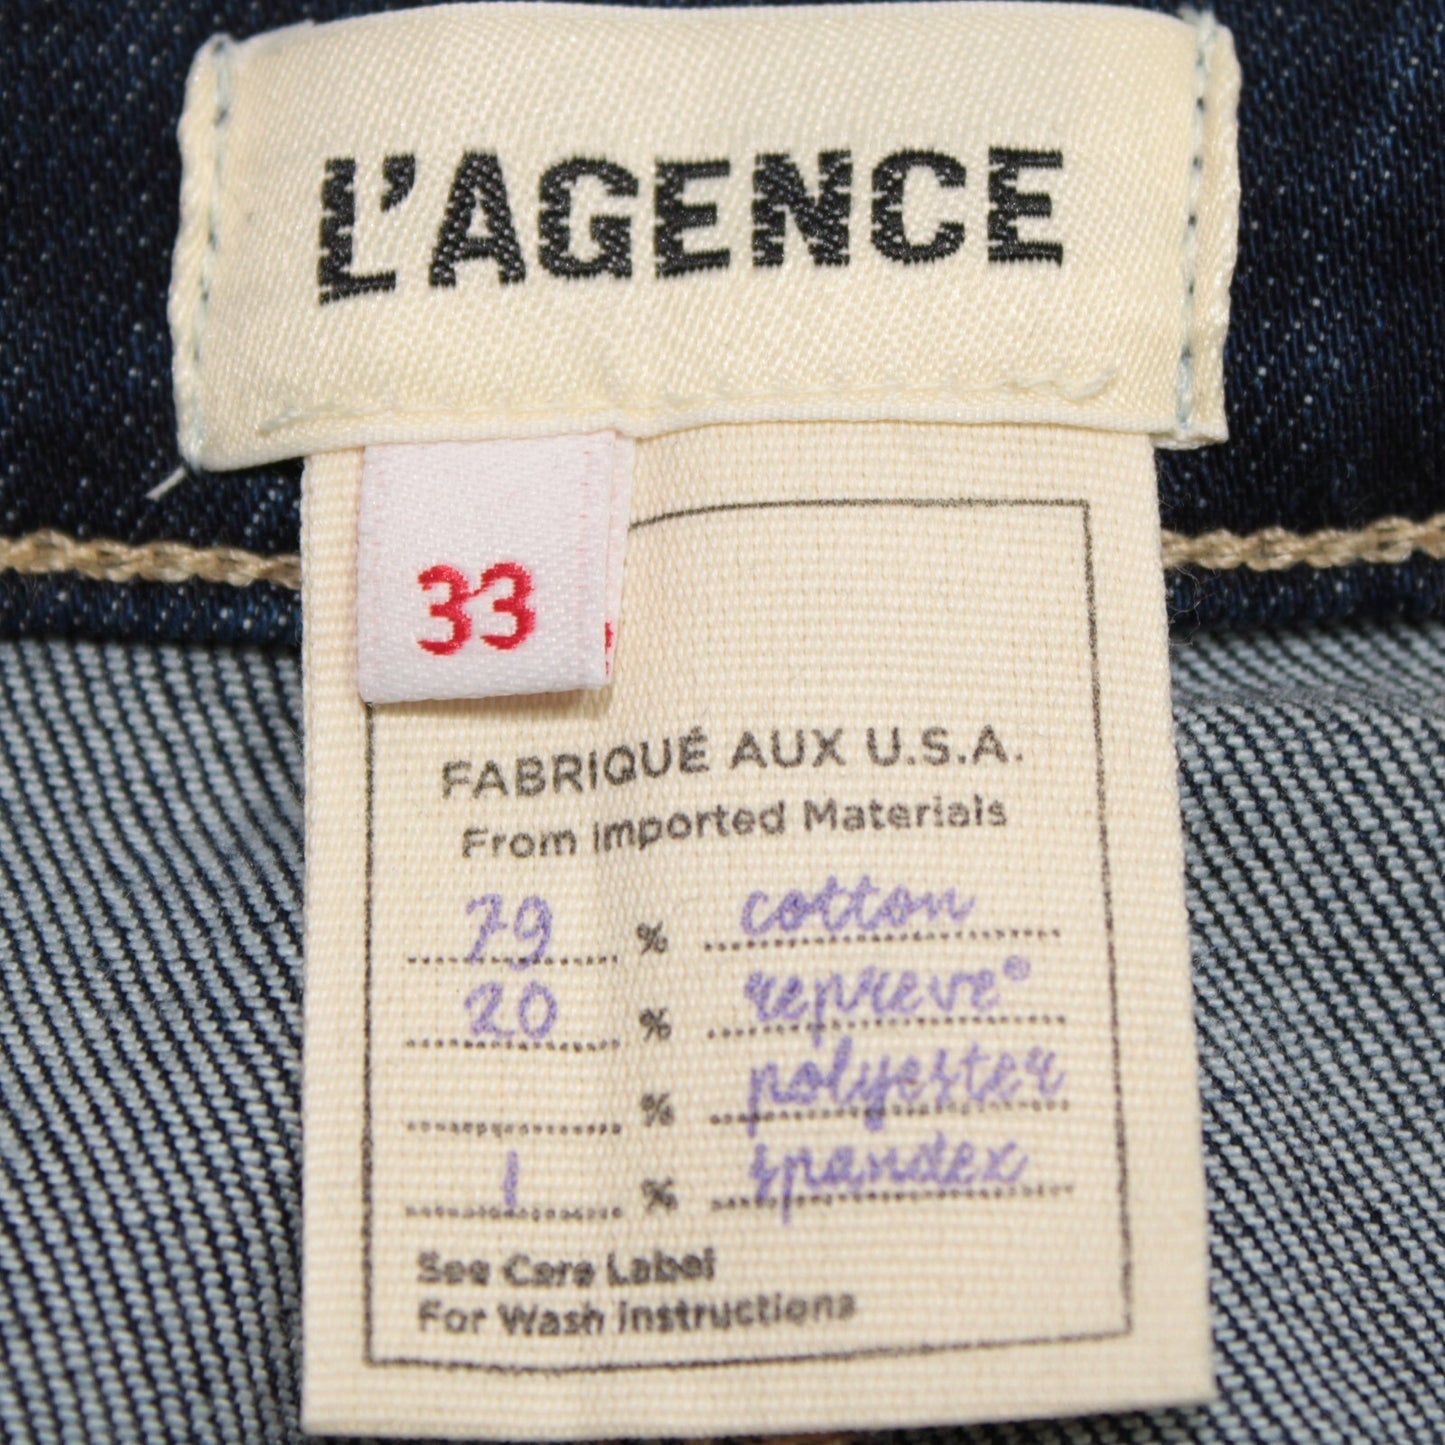 L'AGENCE
33
FABRIQUÉ AUX U.S.A.
From Imported Materials
79 % cotton
20 % repreve®
% polyester
1 % spandex
See Care Label
For Wash Instructions